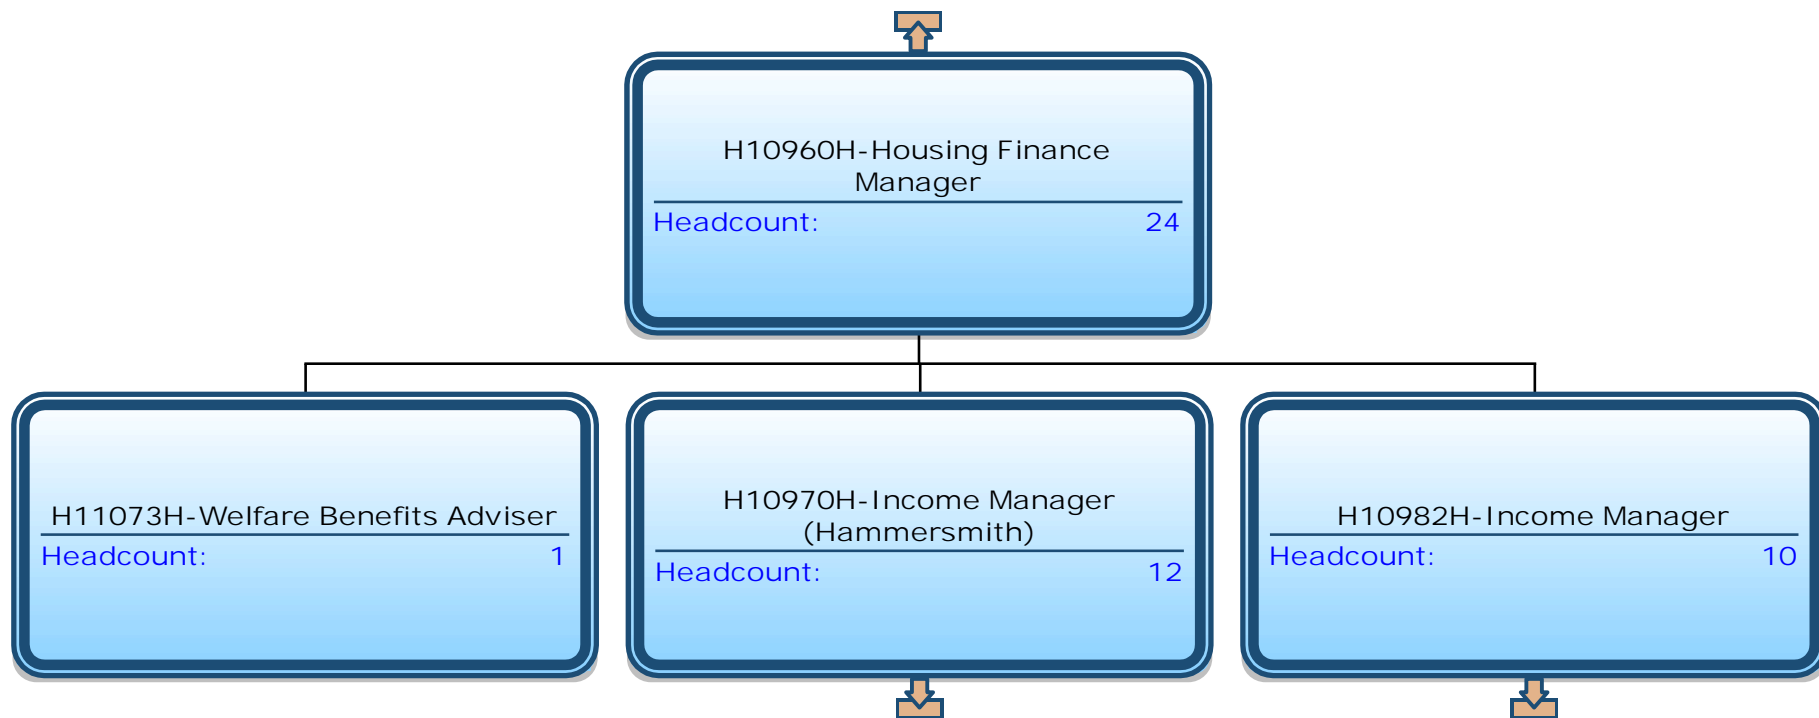 H10960H-Housing Finance
Manager
Headcount: 24
H11073H-Welfare Benefits Adviser
Headcount: 1
H10970H-Income Manager
(Hammersmith)
Headcount: 12
H10982H-Income Manager
Headcount: 10